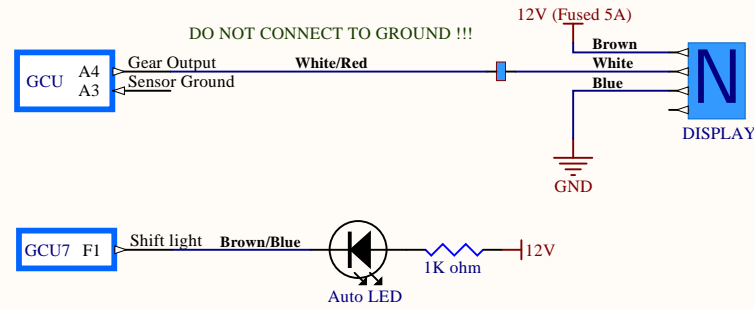 12V (Fused 5A)
DO NOT CONNECT TO GROUND !!!
Brown
Gear Output
White/Red
White
GCU
A4
A3
Sensor Ground
Blue
N
DISPLAY
GND
Shift light
Brown/Blue
GCU7
F1
12V
1K ohm
Auto LED